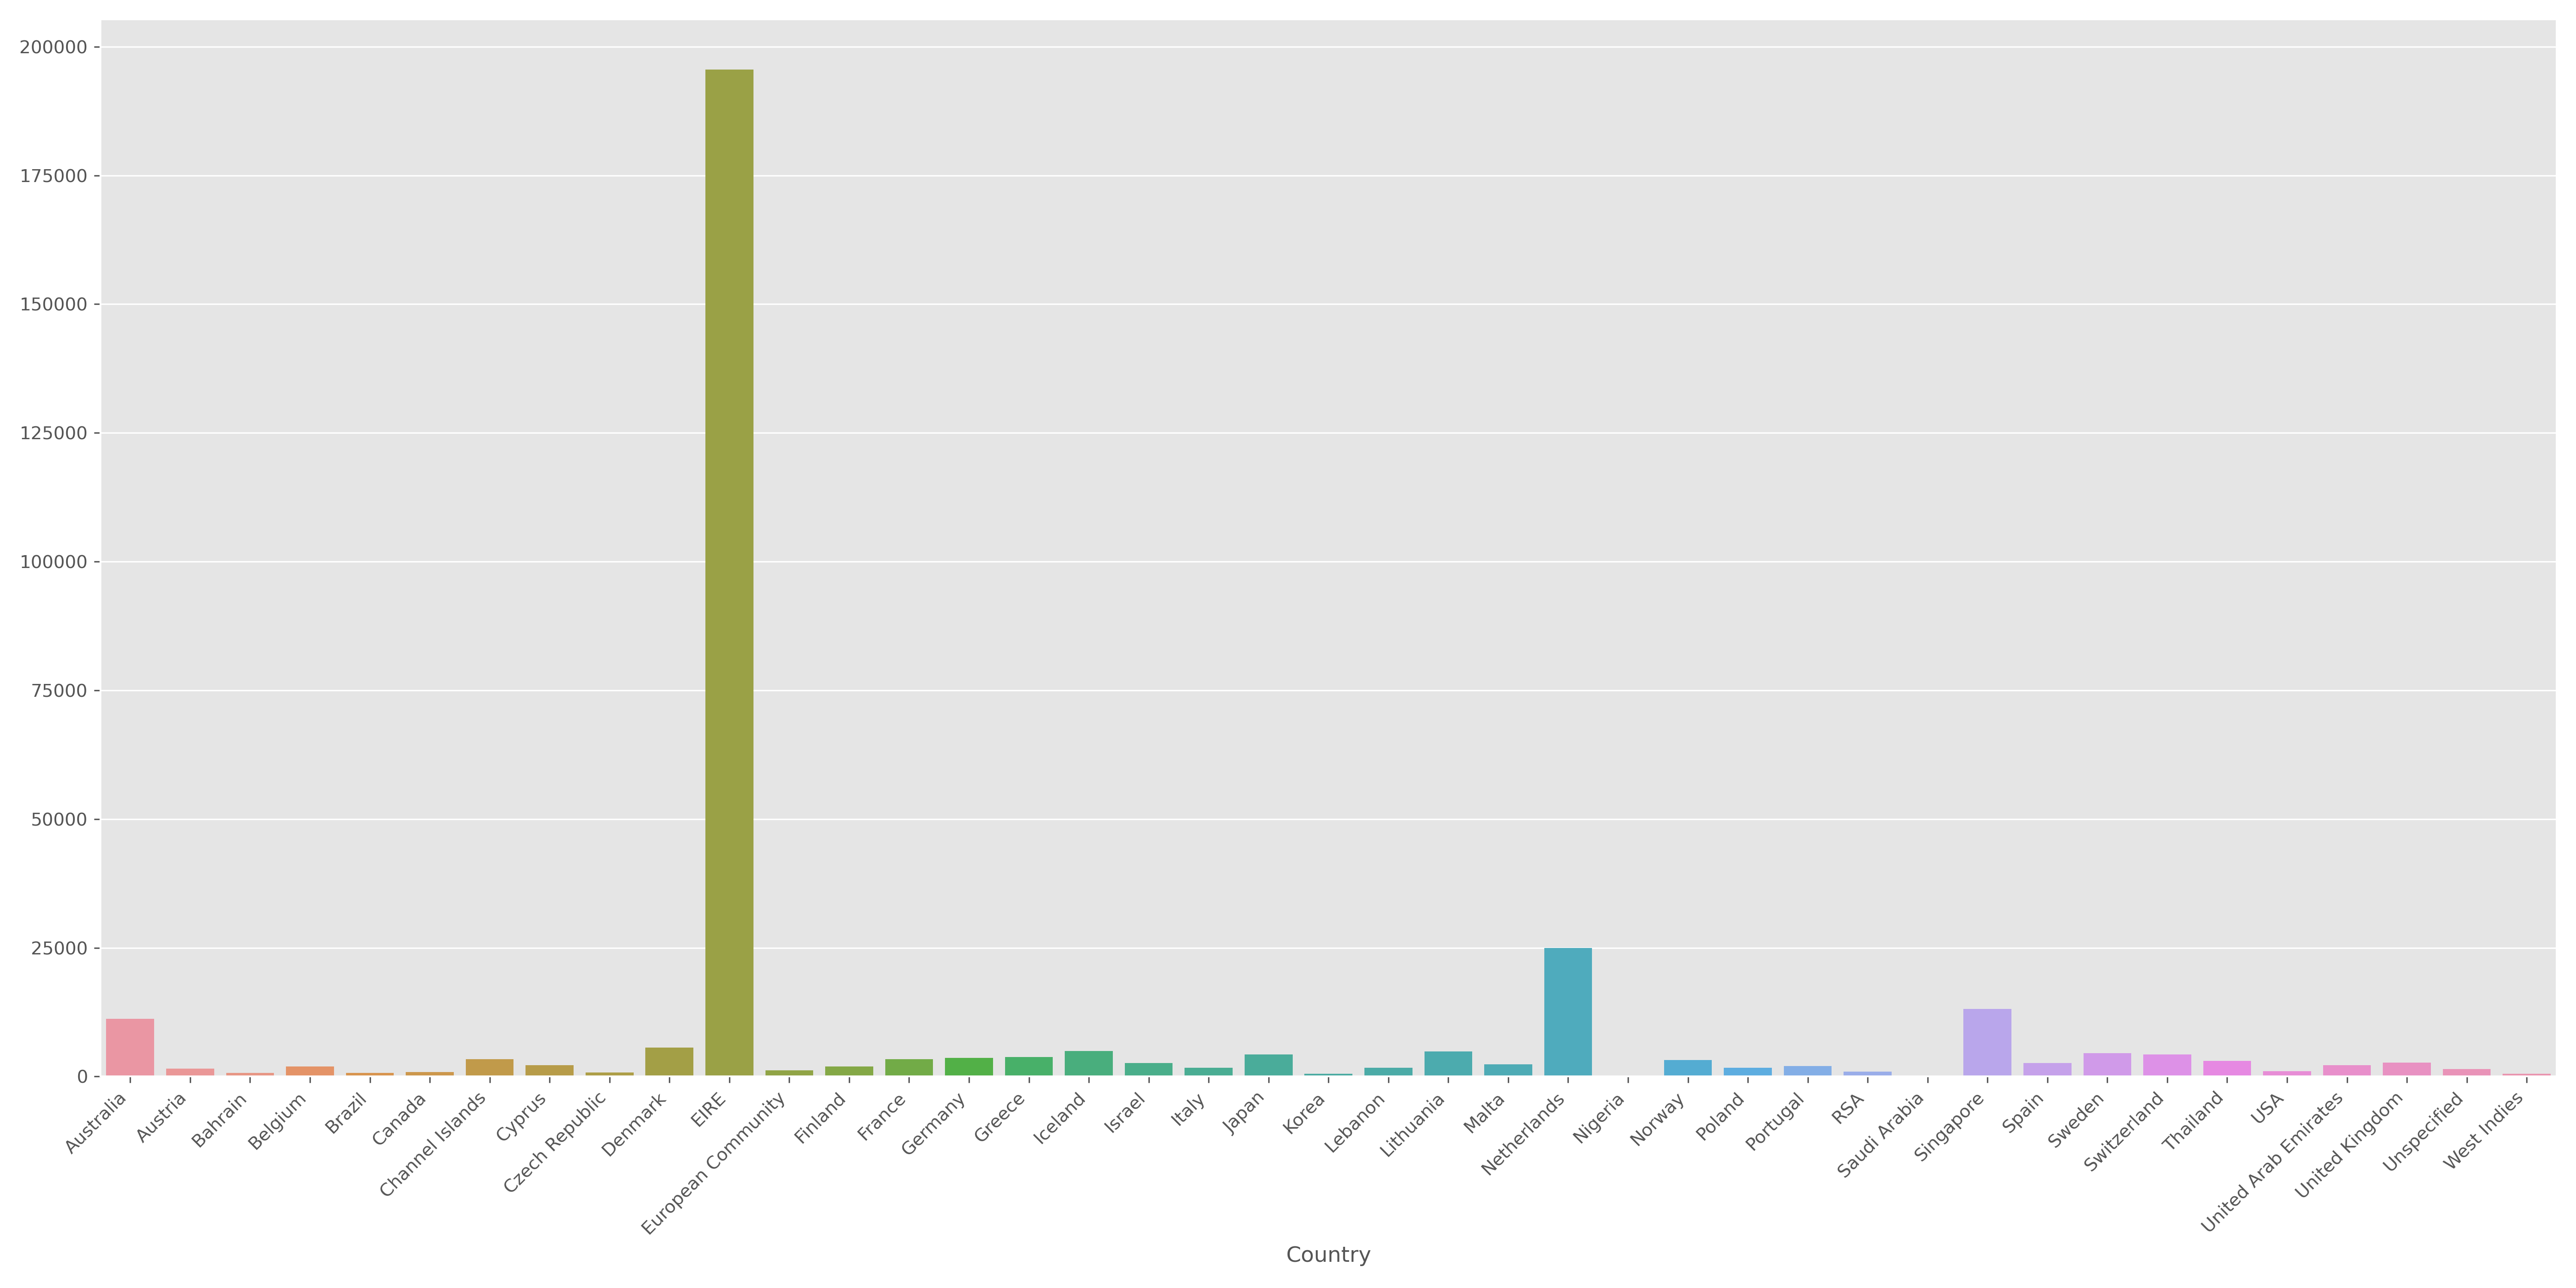 200000
175000
150000
125000
100000
75000
50000
25000
0
Australia
Austria
Bahrain
Belgium
Brazil
Canada
Channel Islands
Cyprus
Czech Republic
Denmark
EIRE
European Community
Finland
France
Germany
Greece
Iceland
Israel
Italy
Japan
Korea
Lebanon
Lithuania
Malta
Netherlands
Nigeria
Norway
Poland
Portugal
RSA
Saudi Arabia
Singapore
Spain
Sweden
Switzerland
Thailand
USA
United Arab Emirates
United Kingdom
Unspecified
West Indies
Country